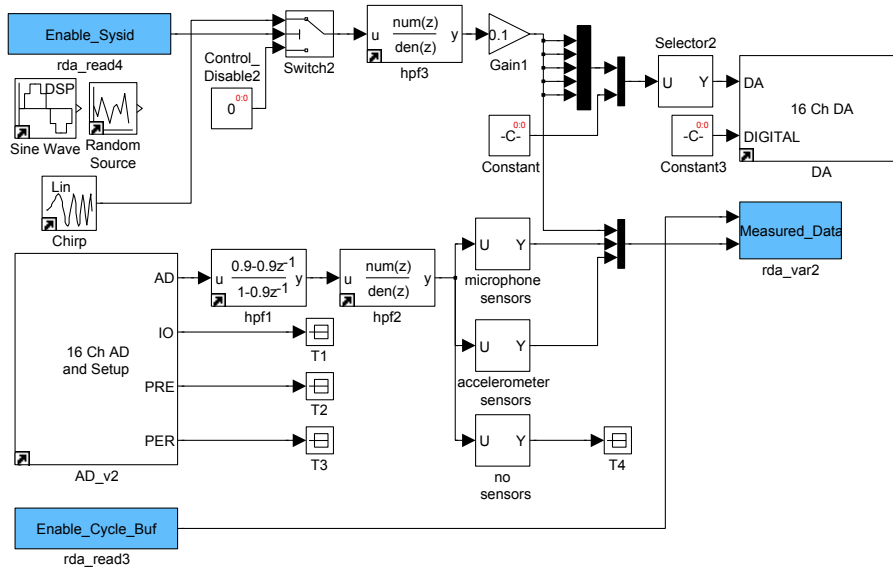 Enable_Sysid
rda_read4
Control_
Disable2
0:0
0
Switch2
u
num(z)
den(z)
y
hpf3
0.1
Gain1
Selector2
U
Y
DA
16 Ch DA
DIGITAL
DA
0:0
-C-
Constant
0:0
-C-
Constant3
DSP
Sine Wave
Random
Source
Lin
Chirp
Measured_Data
rda_var2
AD
IO
PRE
PER
16 Ch AD
and Setup
AD_v2
u
0.9-0.9z-1
1-0.9z-1
y
hpf1
u
num(z)
den(z)
y
hpf2
T1
T2
T3
U
Y
microphone
sensors
U
Y
accelerometer
sensors
U
Y
no
sensors
T4
Enable_Cycle_Buf
rda_read3